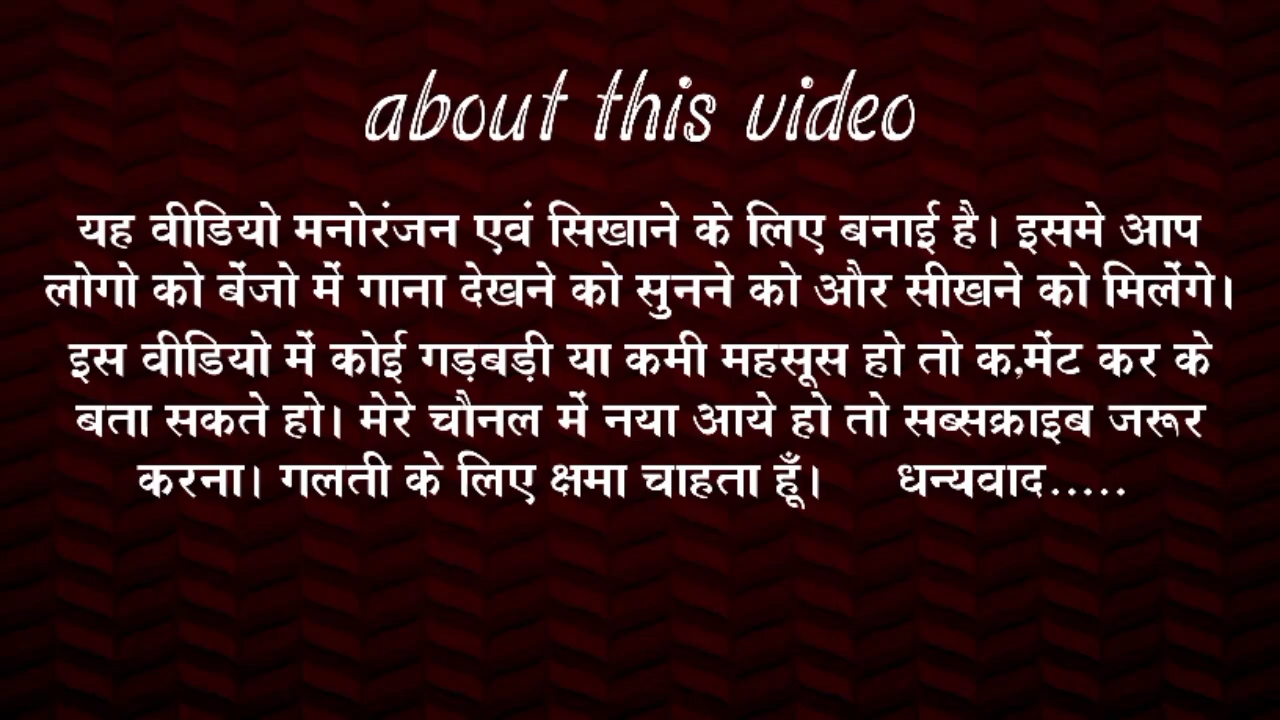 about this video
यह वीडियो मनोरंजन एवं सिखाने के लिए बनाई है। इसमे आप
लोगो को बेंजो में गाना देखने को सुनने को और सीखने को मिलेंगे।
इस वीडियो में कोई गड़बड़ी या कमी महसूस हो तो क,मेंट कर के
बता सकते हो। मेरे चौनल में नया आये हो तो सब्सक्राइब जरूर
करना। गलती के लिए क्षमा चाहता हूँ। धन्यवाद.....